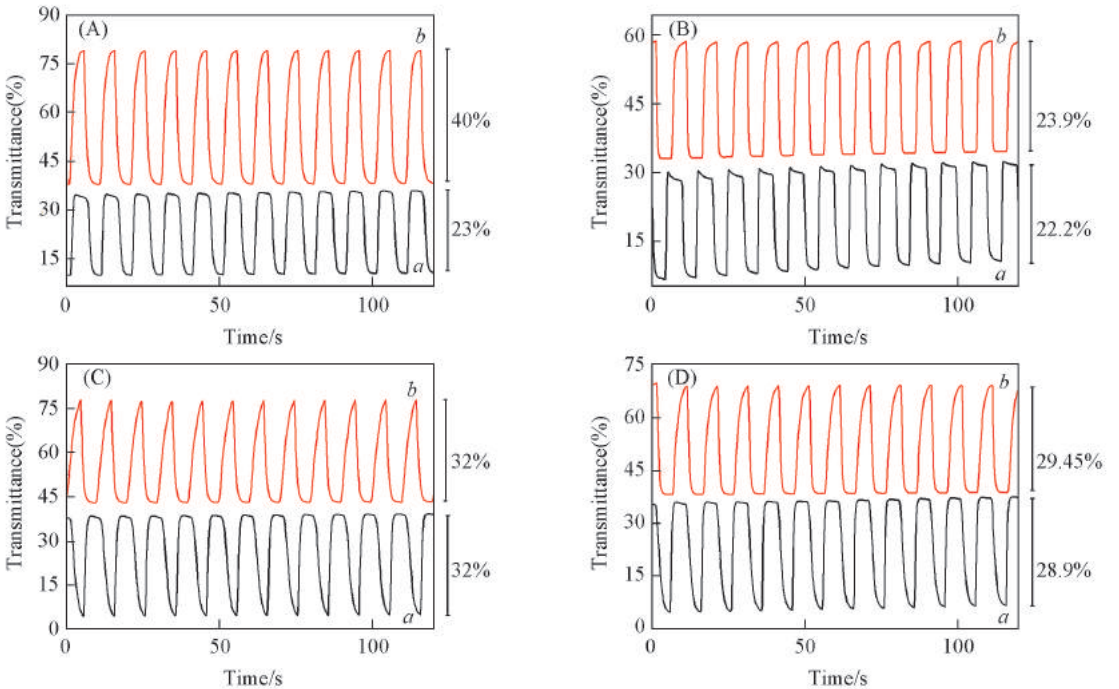 (A)
b
90
75
60
45
30
15
Transmittance(%)
40%
23%
a
0 50 100
Time/s
(B)
b
60
45
30
15
Transmittance(%)
23.9%
22.2%
a
0 50 100
Time/s
(C)
b
90
75
60
45
30
15
0
Transmittance(%)
32%
32%
a
0 50 100
Time/s
(D)
b
75
60
45
30
15
0
Transmittance(%)
29.45%
28.9%
a
0 50 100
Time/s